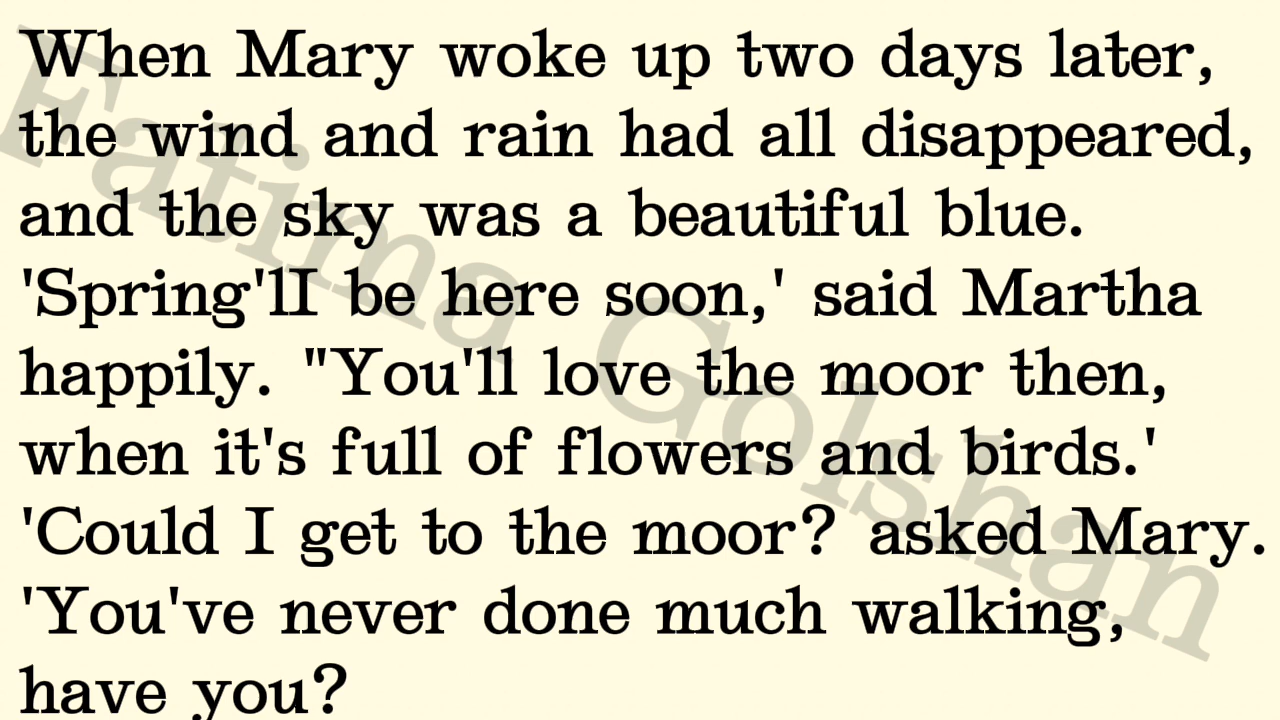 When Mary woke up two days later,
the wind and rain had all disappeared,
and the sky was a beautiful blue.
'Spring'lI be here soon,' said Martha
happily. "You'll love the moor then,
when it's full of flowers and birds.'
'Could I get to the moor? asked Mary.
'You've never done much walking,
have you?
Fatima Golshan